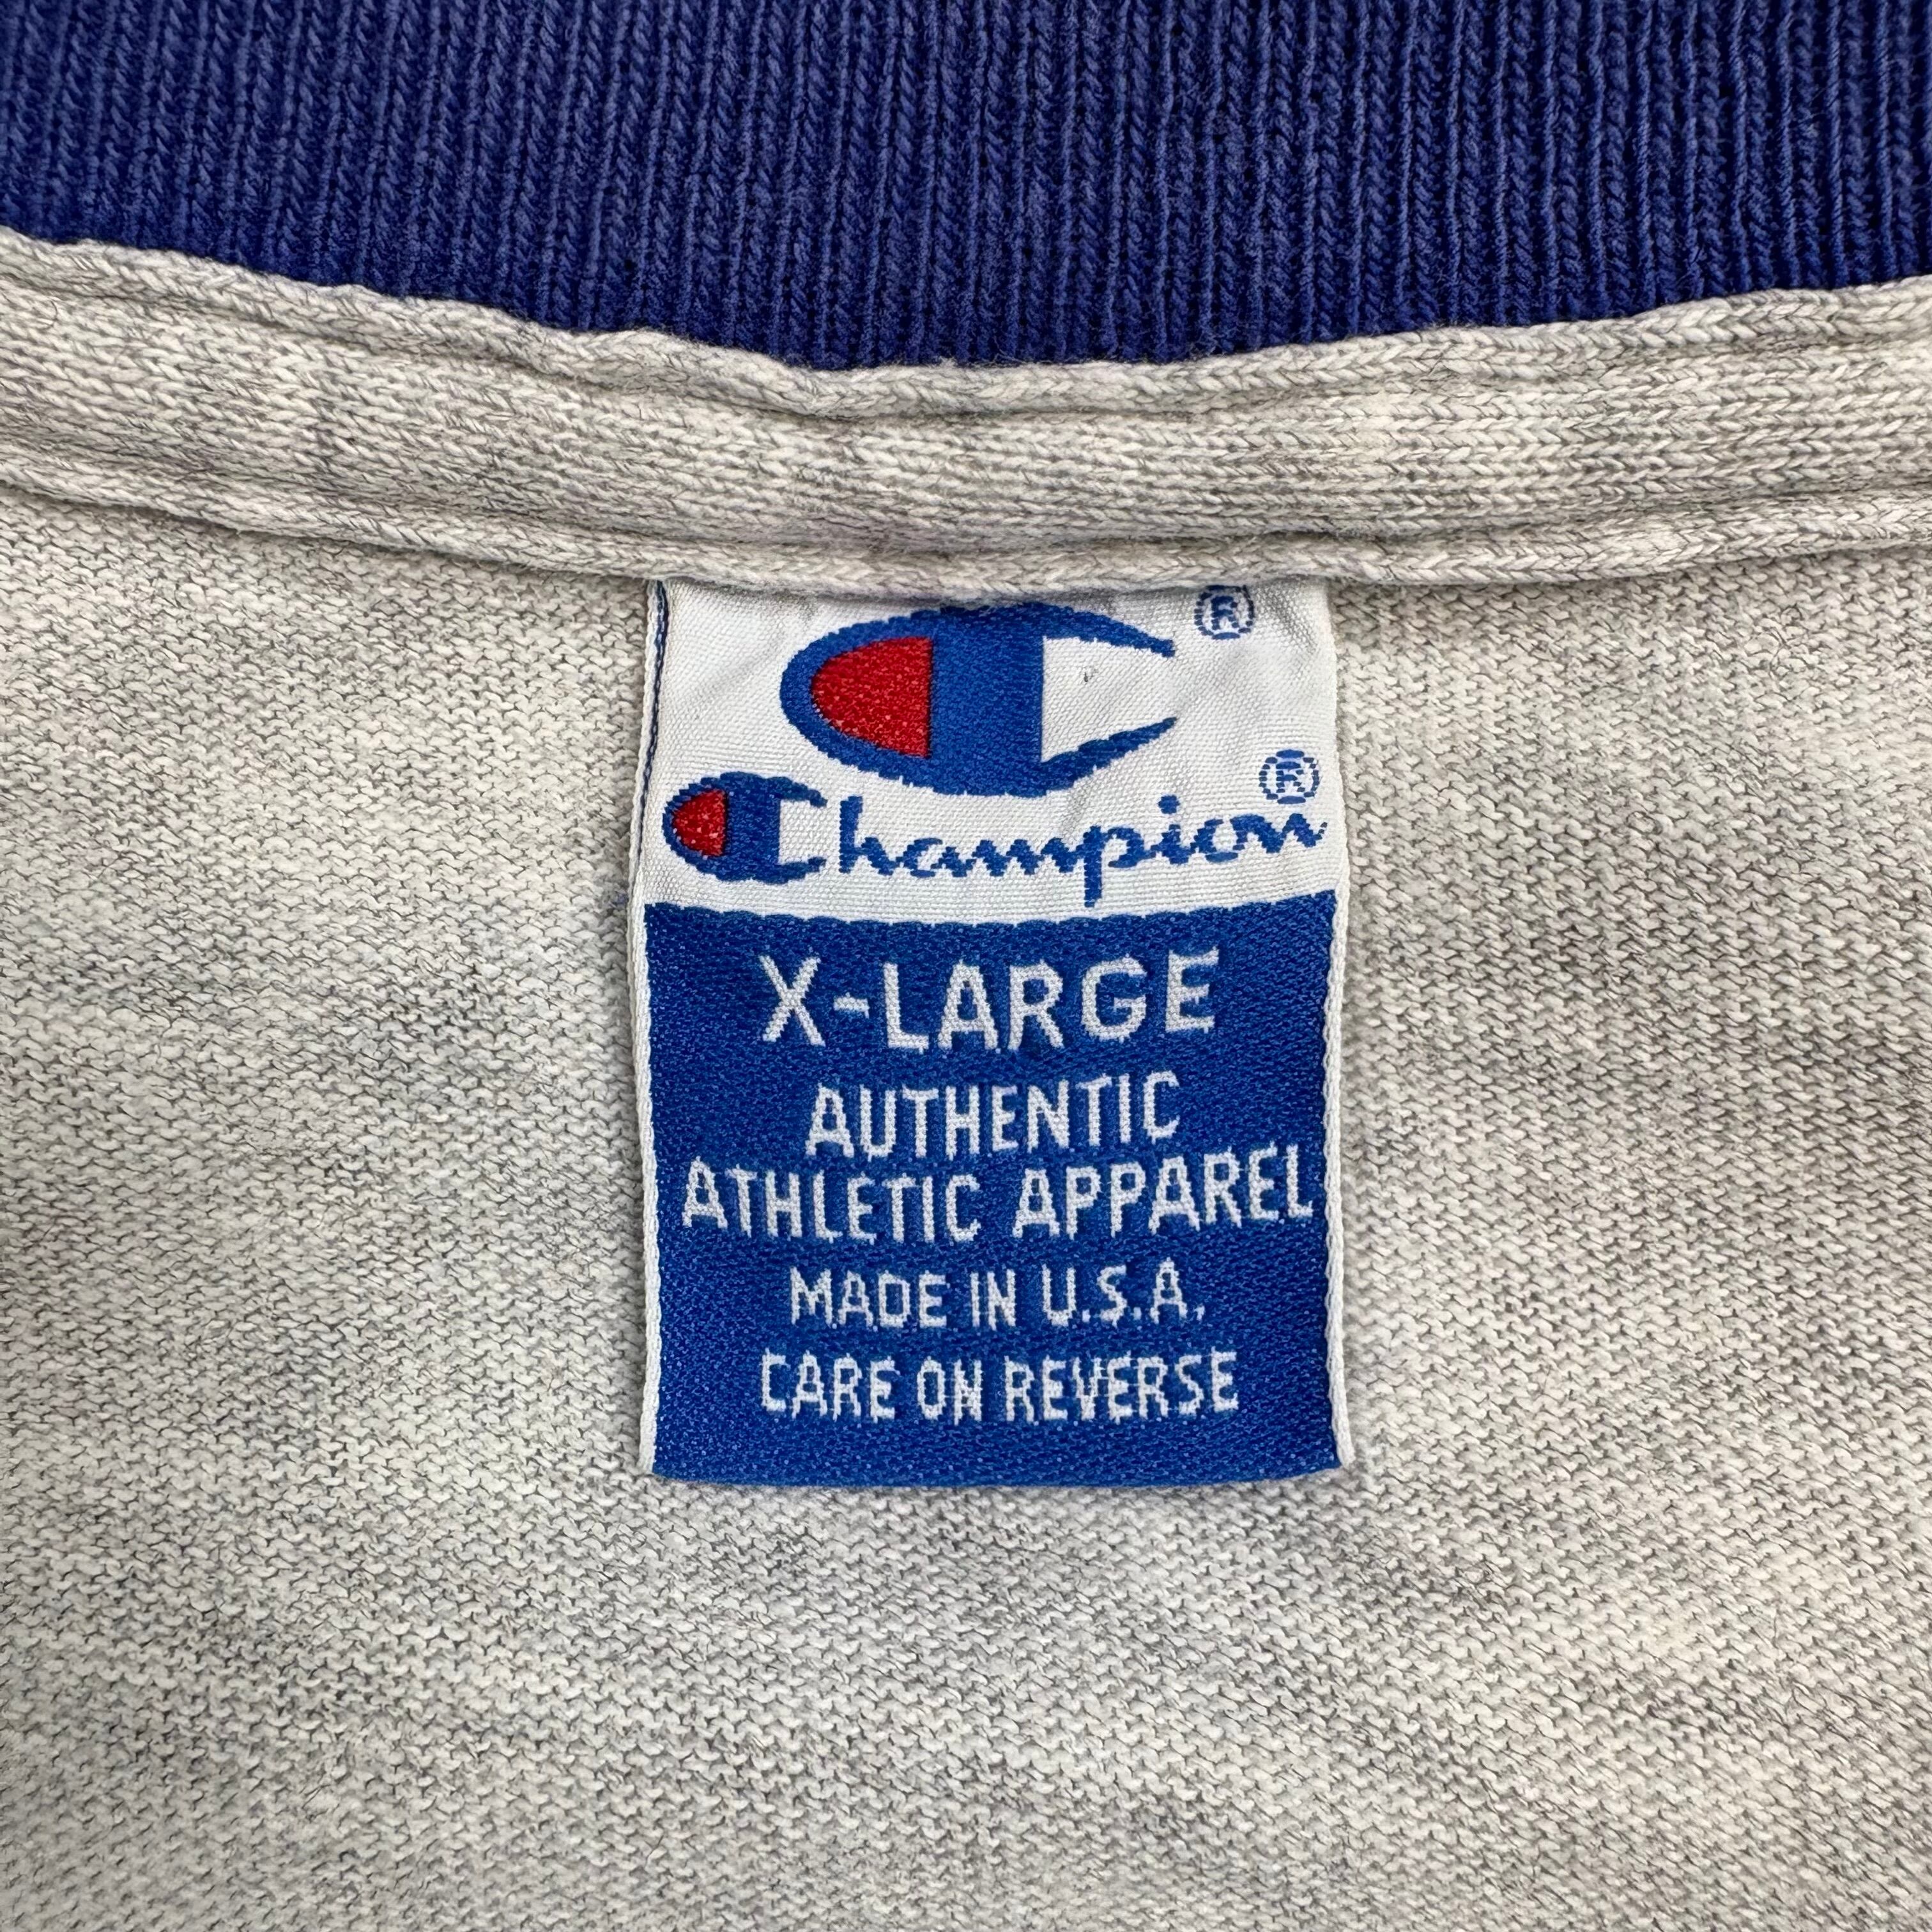 ®
Champion®
X-LARGE
AUTHENTIC
ATHLETIC APPAREL
MADE IN U.S.A.
CARE ON REVERSE